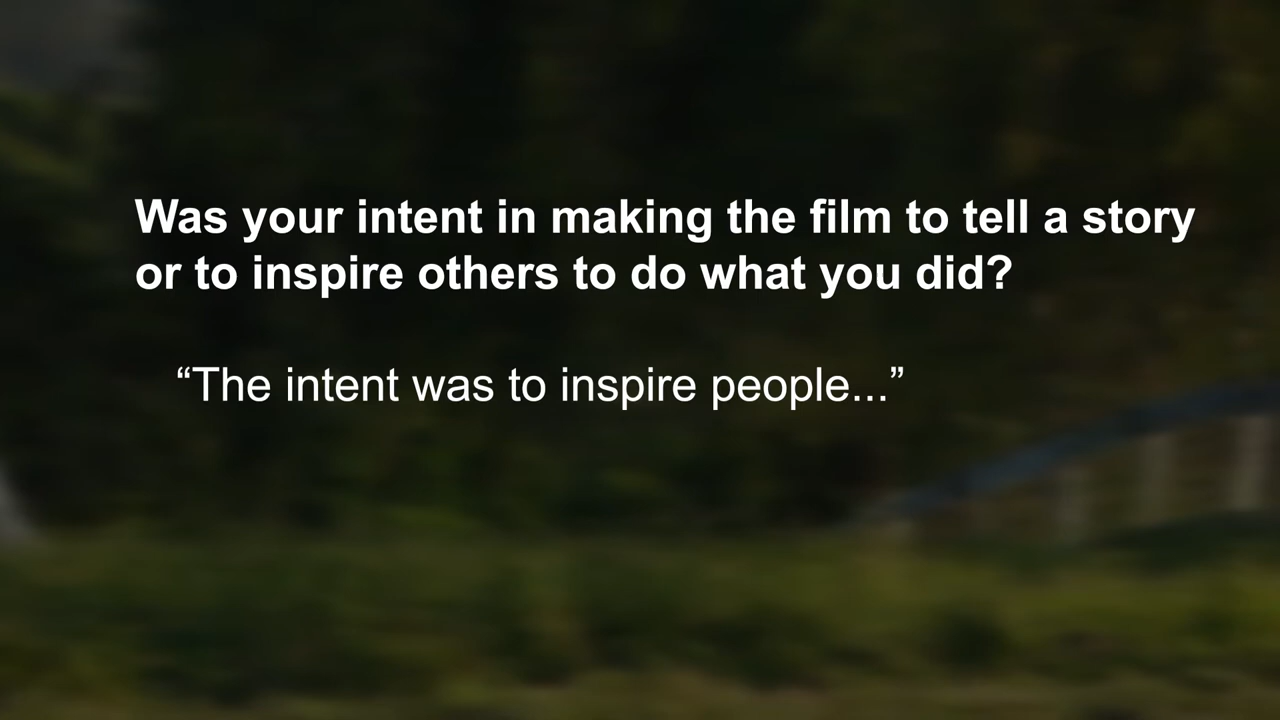 Was your intent in making the film to tell a story
or to inspire others to do what you did?
“The intent was to inspire people...”